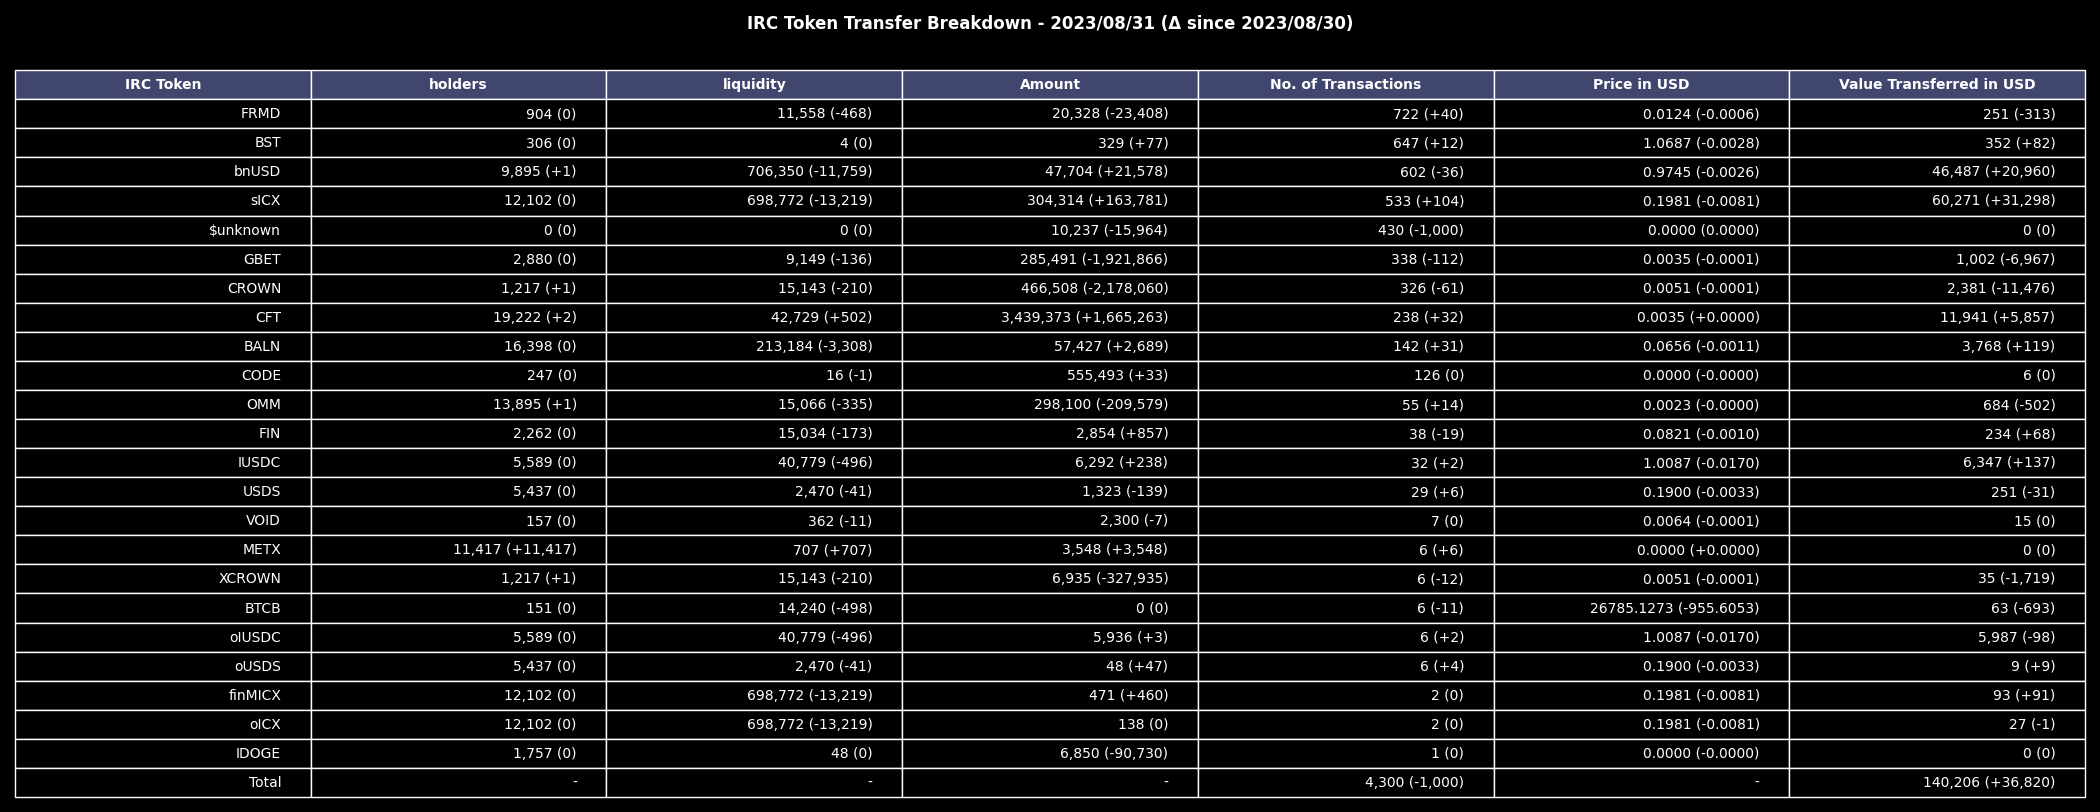 IRC Token Transfer Breakdown - 2023/08/31 (Δ since 2023/08/30)
IRC Token holders liquidity Amount No. of Transactions Price in USD Value Transferred in USD
FRMD 904 (0) 11,558 (-468) 20,328 (-23,408) 722 (+40) 0.0124 (-0.0006) 251 (-313)
BST 306 (0) 4 (0) 329 (+77) 647 (+12) 1.0687 (-0.0028) 352 (+82)
bnUSD 9,895 (+1) 706,350 (-11,759) 47,704 (+21,578) 602 (-36) 0.9745 (-0.0026) 46,487 (+20,960)
sICX 12,102 (0) 698,772 (-13,219) 304,314 (+163,781) 533 (+104) 0.1981 (-0.0081) 60,271 (+31,298)
$unknown 0 (0) 0 (0) 10,237 (-15,964) 430 (-1,000) 0.0000 (0.0000) 0 (0)
GBET 2,880 (0) 9,149 (-136) 285,491 (-1,921,866) 338 (-112) 0.0035 (-0.0001) 1,002 (-6,967)
CROWN 1,217 (+1) 15,143 (-210) 466,508 (-2,178,060) 326 (-61) 0.0051 (-0.0001) 2,381 (-11,476)
CFT 19,222 (+2) 42,729 (+502) 3,439,373 (+1,665,263) 238 (+32) 0.0035 (+0.0000) 11,941 (+5,857)
BALN 16,398 (0) 213,184 (-3,308) 57,427 (+2,689) 142 (+31) 0.0656 (-0.0011) 3,768 (+119)
CODE 247 (0) 16 (-1) 555,493 (+33) 126 (0) 0.0000 (-0.0000) 6 (0)
OMM 13,895 (+1) 15,066 (-335) 298,100 (-209,579) 55 (+14) 0.0023 (-0.0000) 684 (-502)
FIN 2,262 (0) 15,034 (-173) 2,854 (+857) 38 (-19) 0.0821 (-0.0010) 234 (+68)
IUSDC 5,589 (0) 40,779 (-496) 6,292 (+238) 32 (+2) 1.0087 (-0.0170) 6,347 (+137)
USDS 5,437 (0) 2,470 (-41) 1,323 (-139) 29 (+6) 0.1900 (-0.0033) 251 (-31)
VOID 157 (0) 362 (-11) 2,300 (-7) 7 (0) 0.0064 (-0.0001) 15 (0)
METX 11,417 (+11,417) 707 (+707) 3,548 (+3,548) 6 (+6) 0.0000 (+0.0000) 0 (0)
XCROWN 1,217 (+1) 15,143 (-210) 6,935 (-327,935) 6 (-12) 0.0051 (-0.0001) 35 (-1,719)
BTCB 151 (0) 14,240 (-498) 0 (0) 6 (-11) 26785.1273 (-955.6053) 63 (-693)
oIUSDC 5,589 (0) 40,779 (-496) 5,936 (+3) 6 (+2) 1.0087 (-0.0170) 5,987 (-98)
oUSDS 5,437 (0) 2,470 (-41) 48 (+47) 6 (+4) 0.1900 (-0.0033) 9 (+9)
finMICX 12,102 (0) 698,772 (-13,219) 471 (+460) 2 (0) 0.1981 (-0.0081) 93 (+91)
oICX 12,102 (0) 698,772 (-13,219) 138 (0) 2 (0) 0.1981 (-0.0081) 27 (-1)
IDOGE 1,757 (0) 48 (0) 6,850 (-90,730) 1 (0) 0.0000 (-0.0000) 0 (0)
Total - - - 4,300 (-1,000) - 140,206 (+36,820)